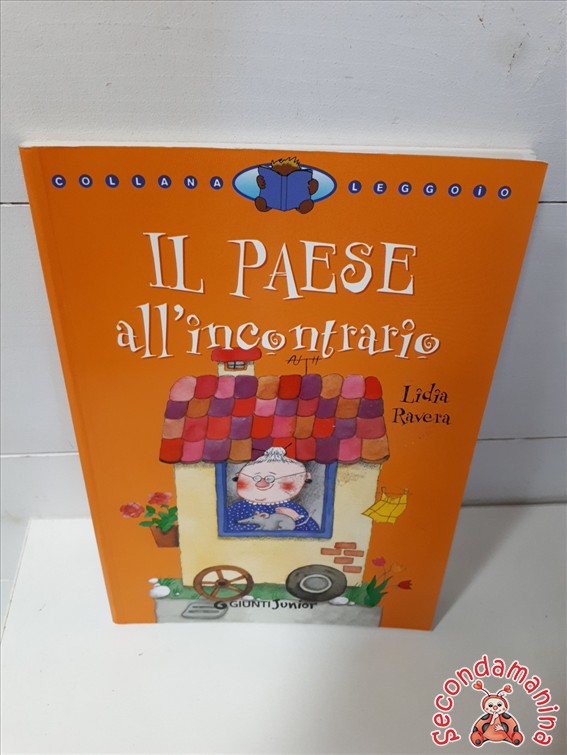 COLLANA LEGGOiO
IL PAESE
all'incontrario
Lidia
Ravera
GIUNTI Junior
Secondamanina